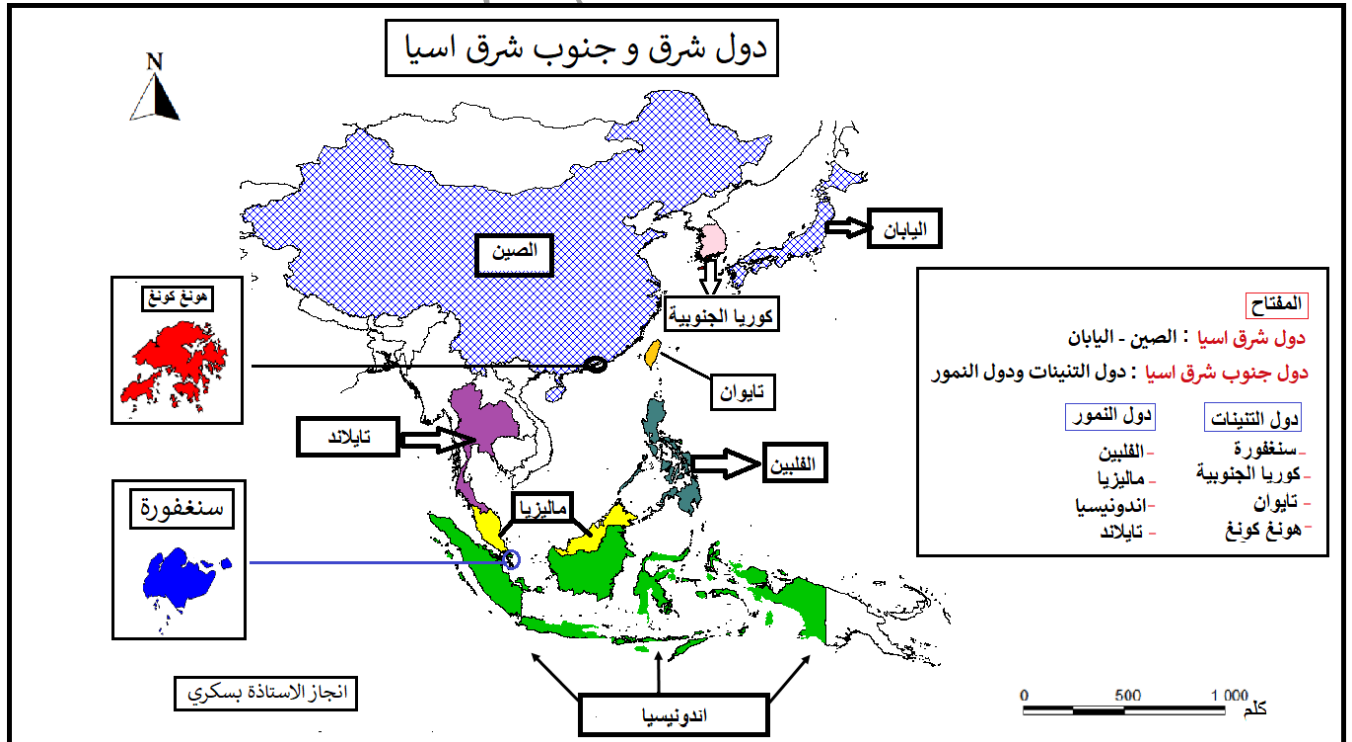 دول شرق و جنوب شرق اسيا
N
اليابان
الصين
هونغ كونغ
كوريا الجنوبية
تايوان
تايلاند
الفلبين
ماليزيا
سنغفورة
اندونيسيا
المفتاح
دول شرق اسيا : الصين - اليابان
دول جنوب شرق اسيا : دول التنينات ودول النمور
دول التنينات
- سنغفورة
- كوريا الجنوبية
- تايوان
- هونغ كونغ
دول النمور
- الفلبين
- ماليزيا
- اندونيسيا
- تايلاند
انجاز الاستاذة بسكري
0 500 1 000
كلم